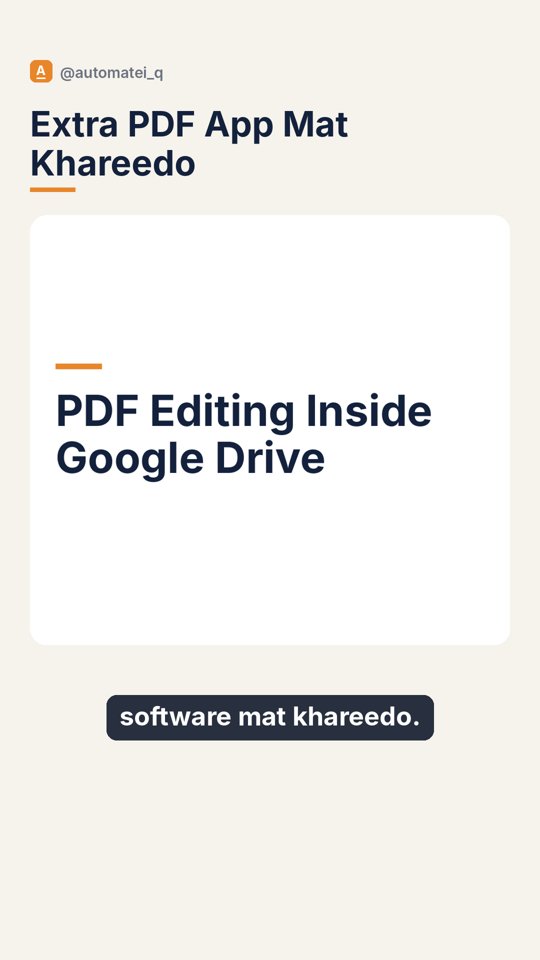 A
@automatei_q
Extra PDF App Mat
Khareedo
PDF Editing Inside
Google Drive
software mat khareedo.